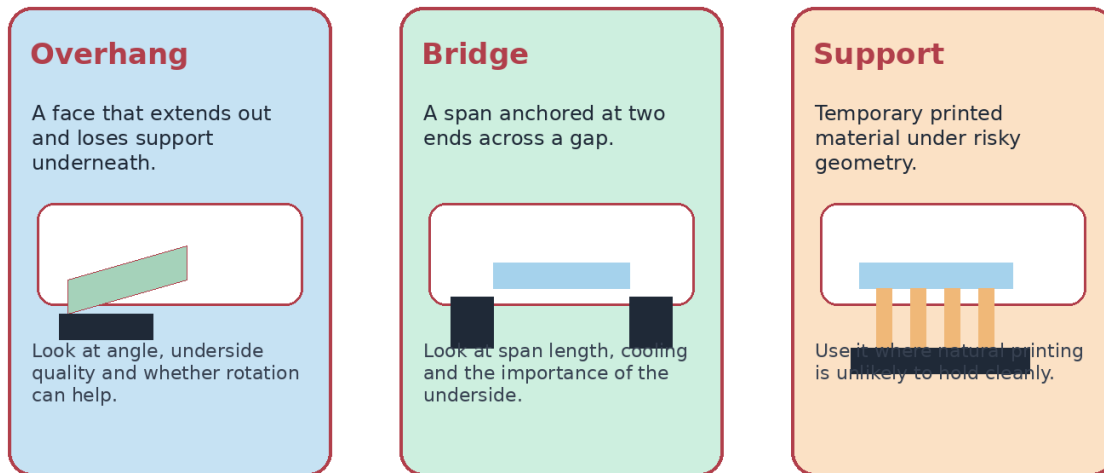 Overhang
A face that extends out
and loses support
underneath.
Look at angle, underside
quality and whether rotation
can help.
Bridge
A span anchored at two
ends across a gap.
Look at span length, cooling
and the importance of the
underside.
Support
Temporary printed
material under risky
geometry.
Use it where natural printing
is unlikely to hold cleanly.